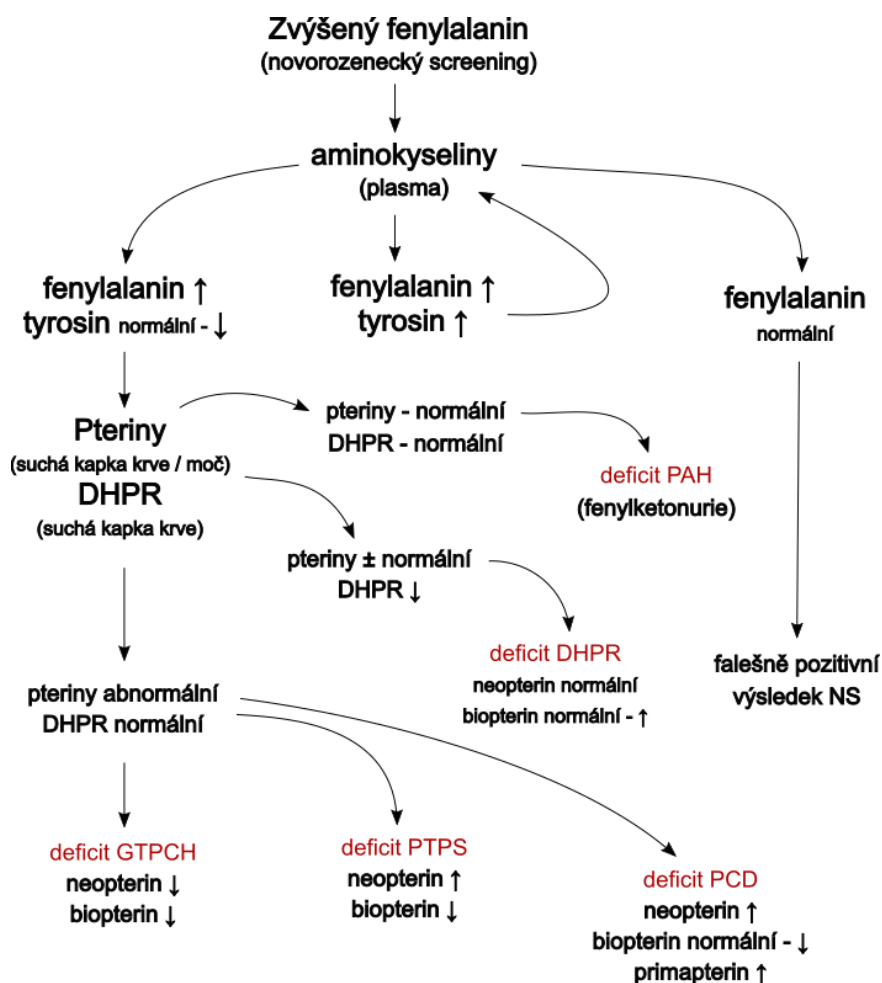 Zvýšený fenylalanin
(novorozenecký screening)
aminokyseliny
(plasma)
fenylalanin ↑
tyrosin normální - ↓
fenylalanin ↑
tyrosin ↑
fenylalanin
normální
Pteriny
(suchá kapka krve / moč)
DHPR
(suchá kapka krve)
pteriny - normální
DHPR - normální
deficit PAH
(fenylketonurie)
pteriny ± normální
DHPR ↓
deficit DHPR
neopterin normální
biopterin normální - ↑
falešně pozitivní
výsledek NS
pteriny abnormální
DHPR normální
deficit GTPCH
neopterin ↓
biopterin ↓
deficit PTPS
neopterin ↑
biopterin ↓
deficit PCD
neopterin ↑
biopterin normální - ↓
primapterin ↑